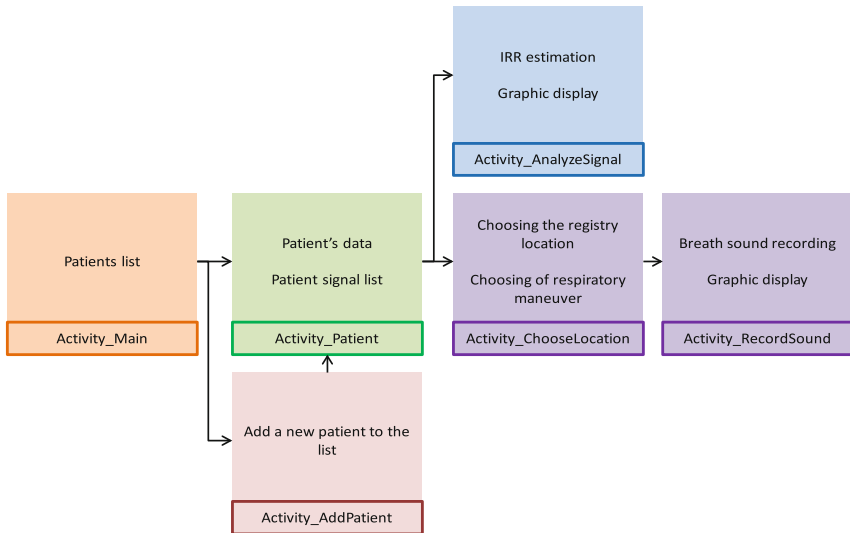 IRR estimation
Graphic display
Activity_AnalyzeSignal
Patients list
Activity_Main
Patient's data
Patient signal list
Activity_Patient
Choosing the registry
location
Choosing of respiratory
maneuver
Activity_ChooseLocation
Breath sound recording
Graphic display
Activity_RecordSound
Add a new patient to the
list
Activity_AddPatient